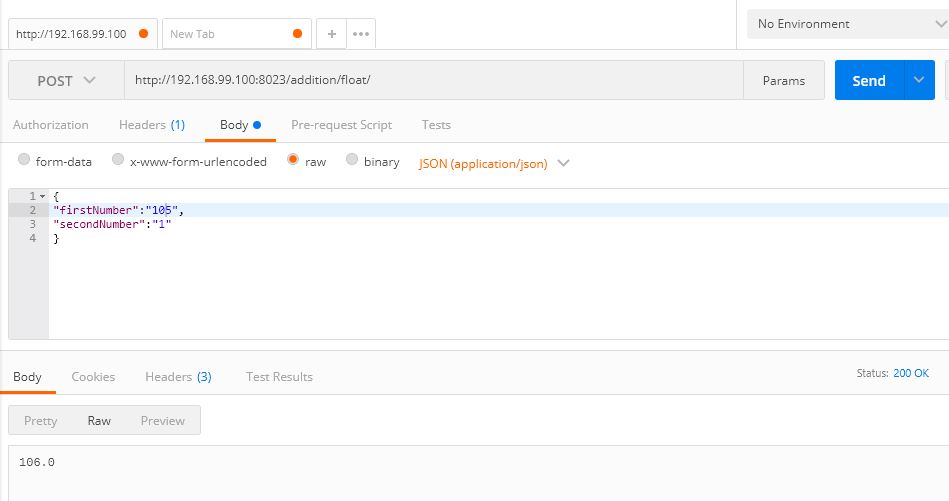 http://192.168.99.100 New Tab + ••• No Environment
POST http://192.168.99.100:8023/addition/float/ Params Send
Authorization Headers (1) Body Pre-request Script Tests
form-data x-www-form-urlencoded raw binary JSON (application/json)
1 {
2 "firstNumber":"105",
3 "secondNumber":"1"
4 }
Body Cookies Headers (3) Test Results Status: 200 OK
Pretty Raw Preview
106.0